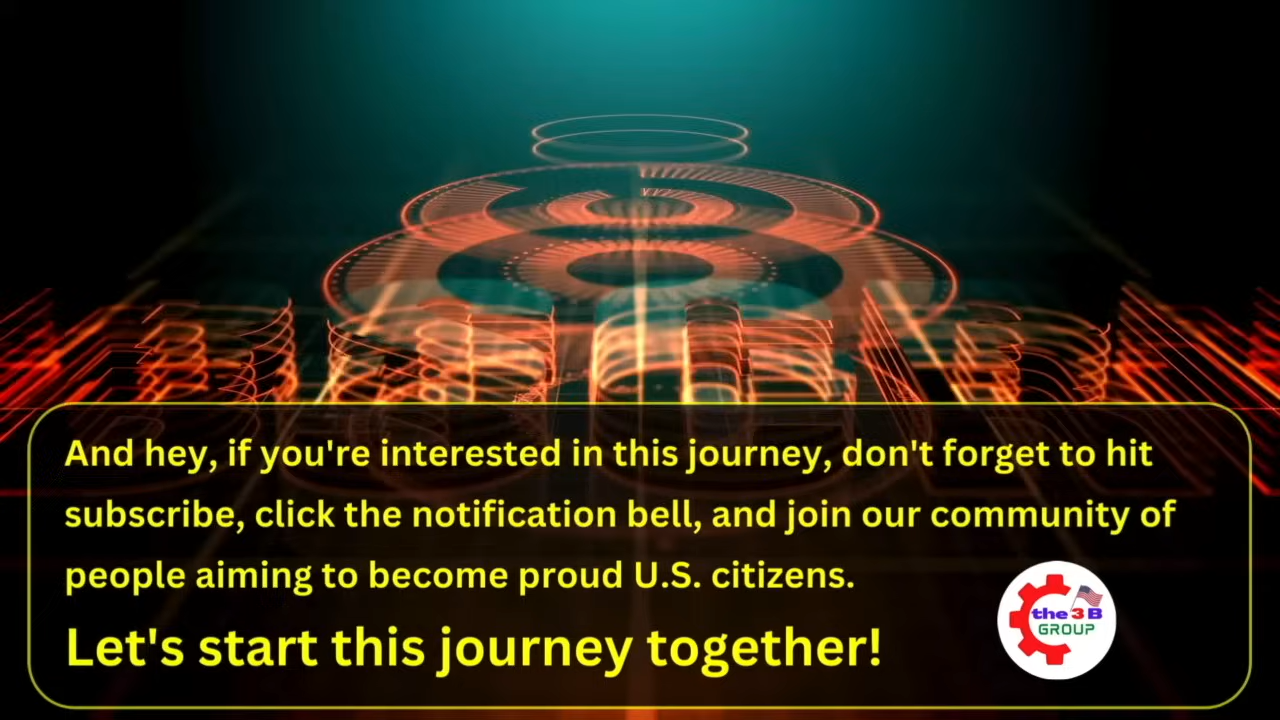 And hey, if you're interested in this journey, don't forget to hit
subscribe, click the notification bell, and join our community of
people aiming to become proud U.S. citizens.
Let's start this journey together!
the 3 B
GROUP